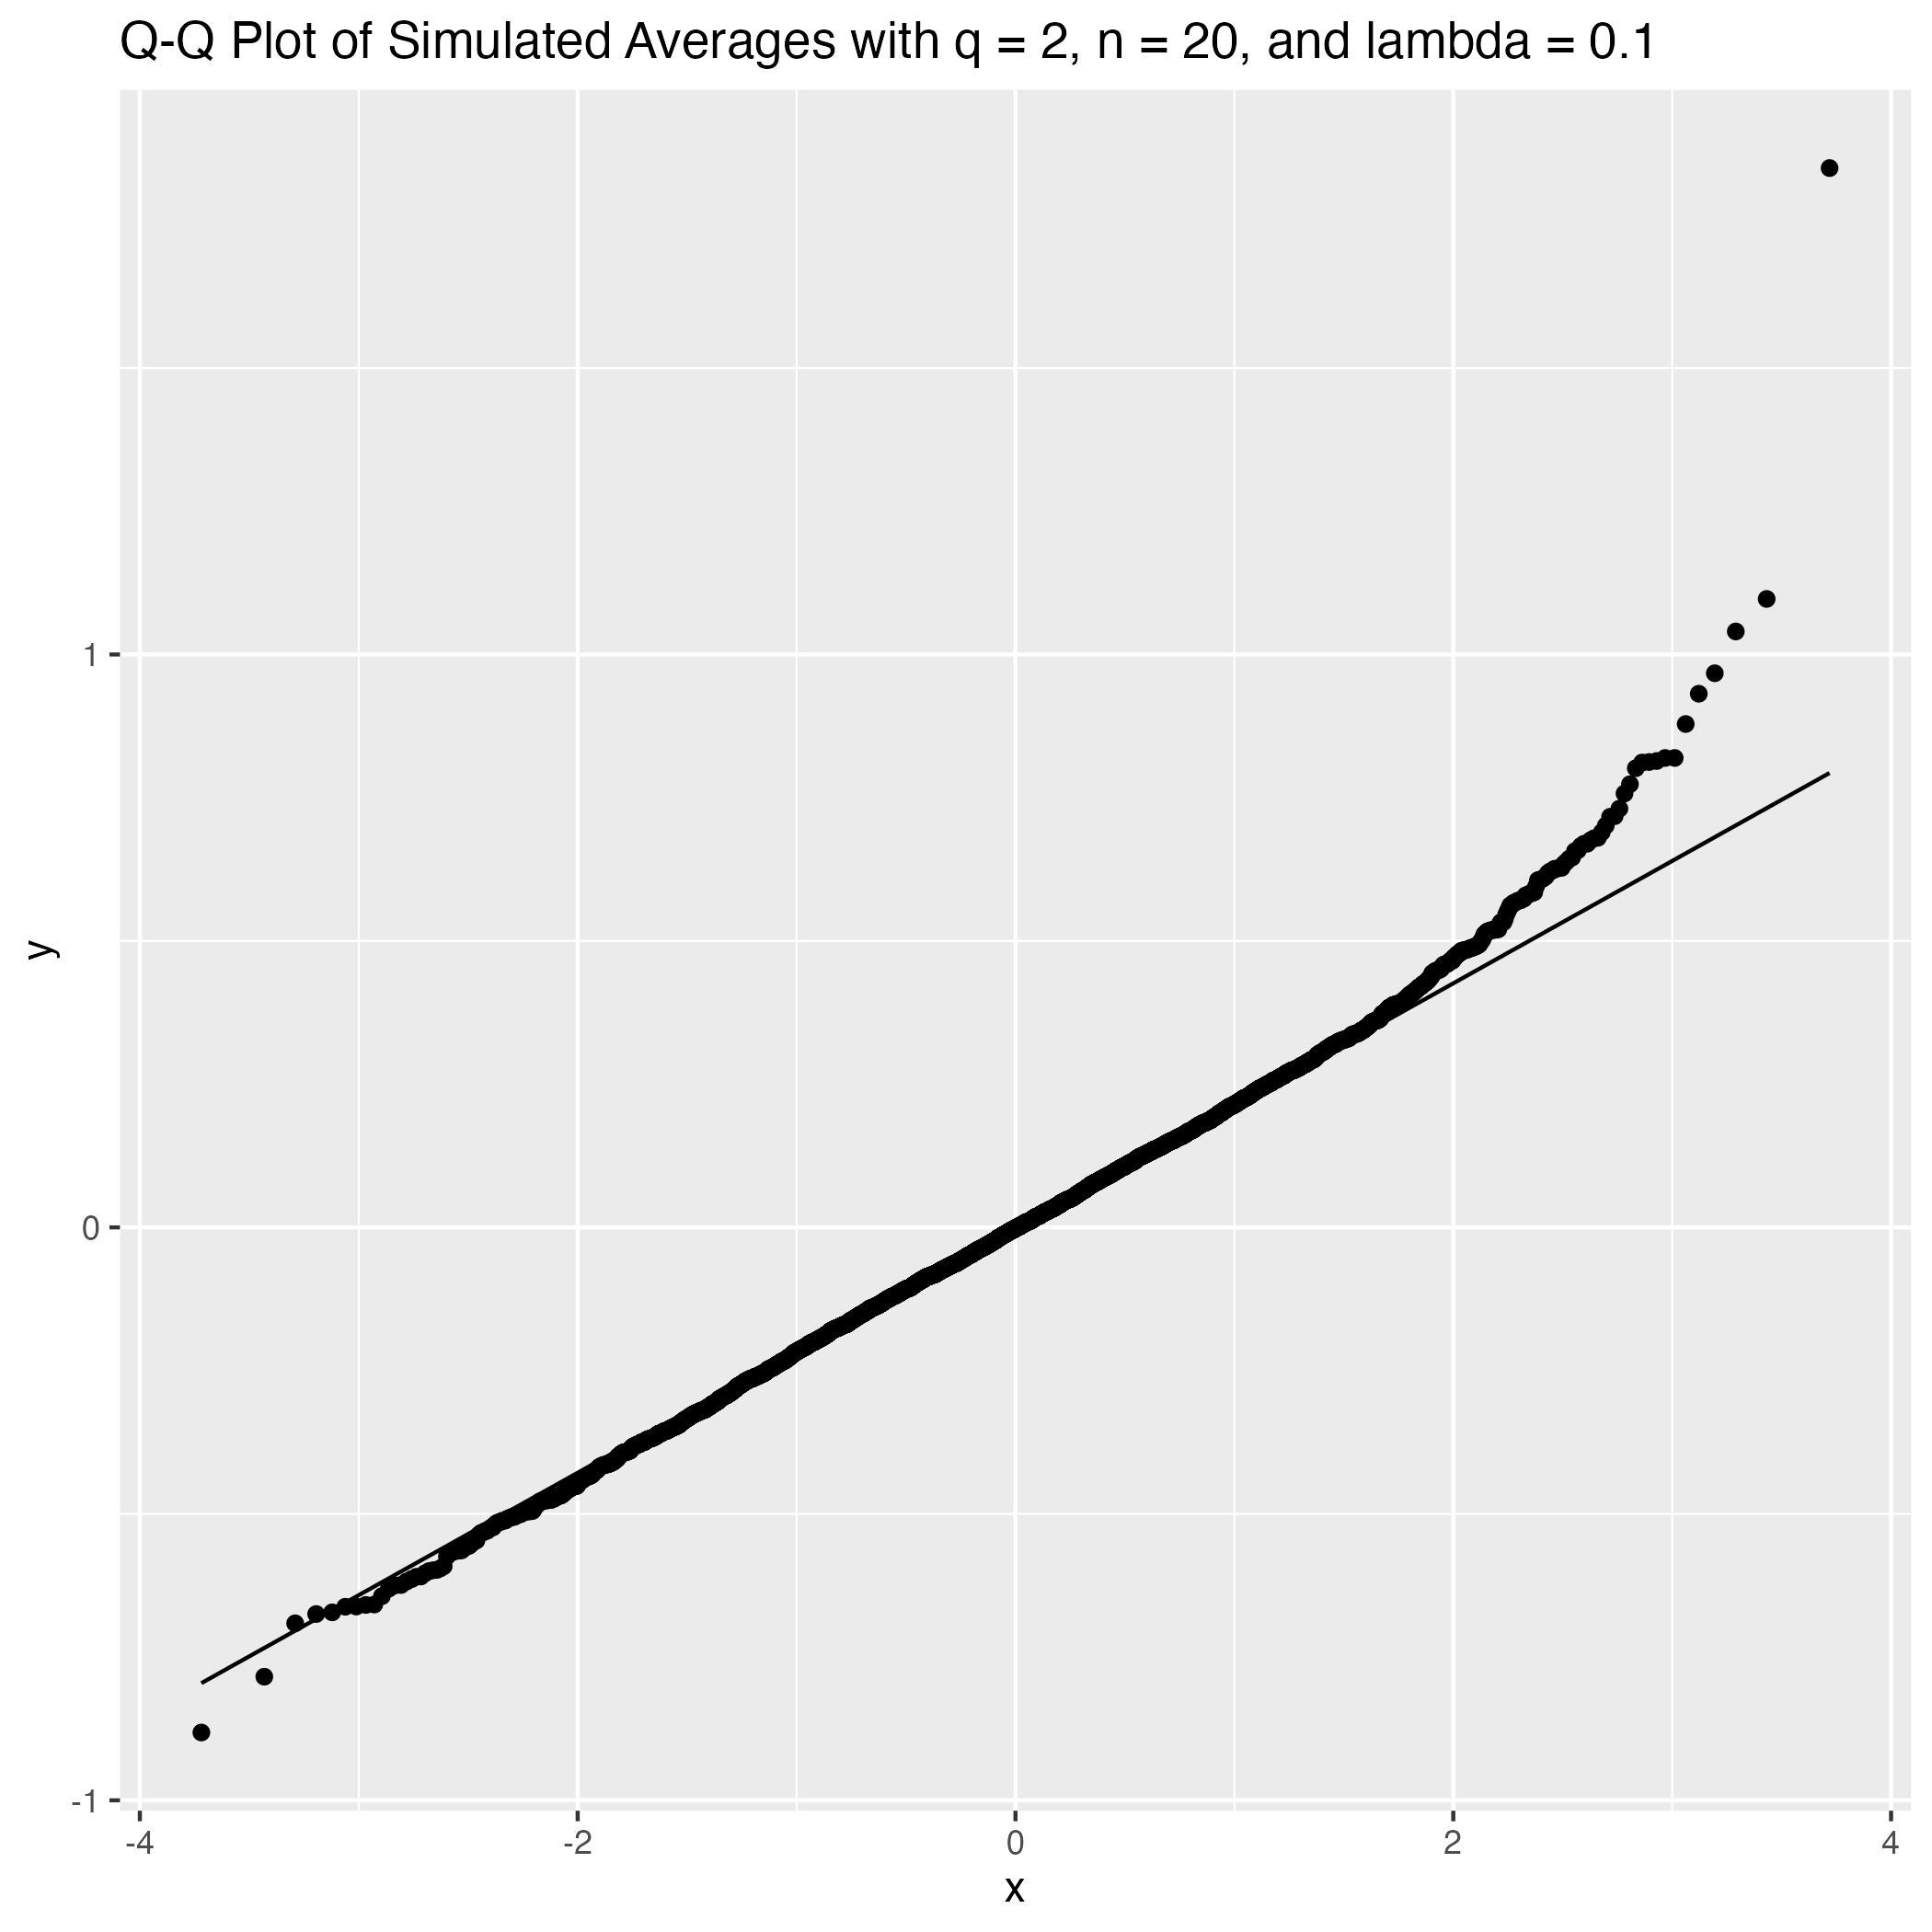 Q-Q Plot of Simulated Averages with q = 2, n = 20, and lambda = 0.1
1
0
-1
y
-4 -2 0 2 4
x